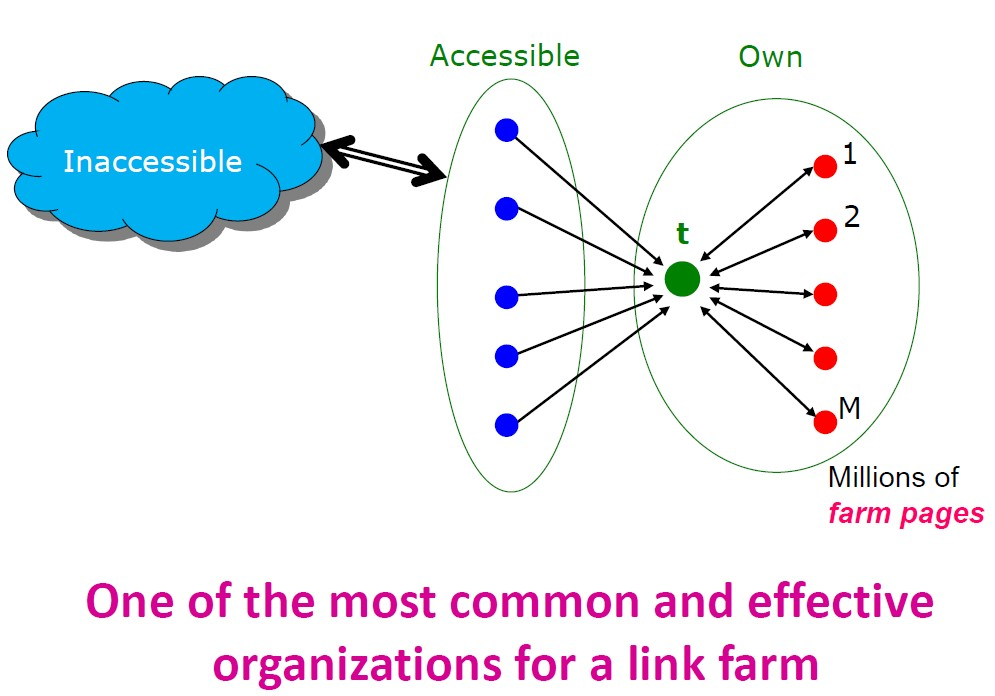 Accessible
Own
Inaccessible
1
2
t
M
Millions of
farm pages
One of the most common and effective
organizations for a link farm